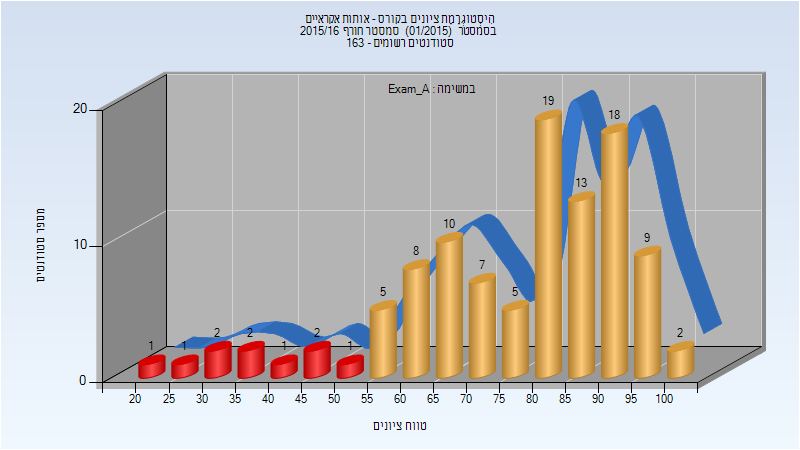 היסטוגרמת ציונים בקורס - אותות אקראיים
בסמסטר (01/2015) סמסטר חורף 2015/16
סטודנטים רשומים - 163
במשימה : Exam_A
מספר סטודנטים
20
10
0
1
1
2
2
1
2
1
5
8
10
7
5
19
13
18
9
2
20 25 30 35 40 45 50 55 60 65 70 75 80 85 90 95 100
טווח ציונים